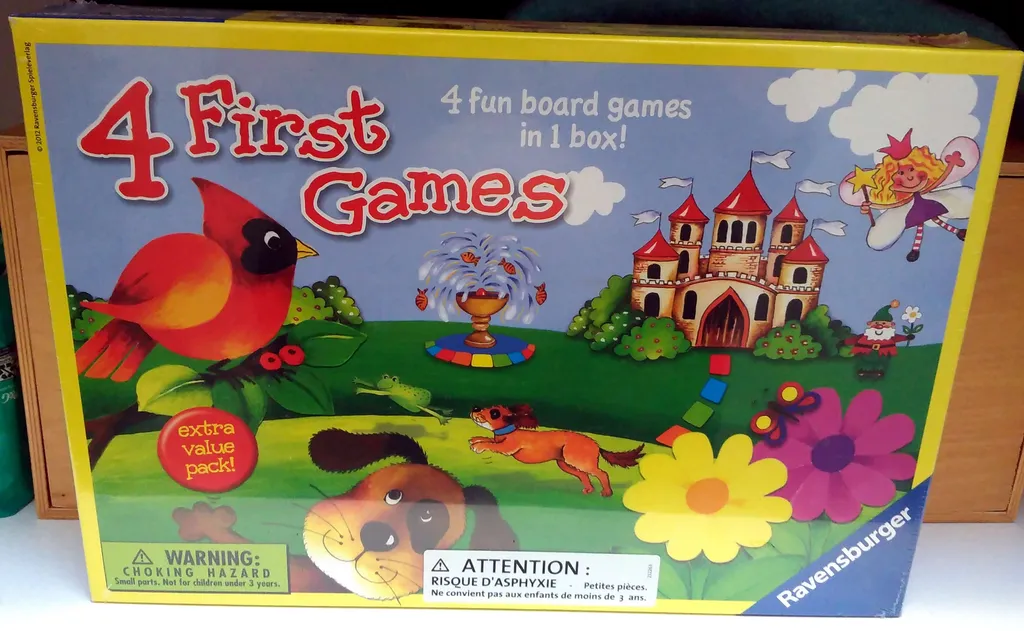 © 2012 Ravensburger Spieleverlag
4 First
Games
4 fun board games
in 1 box!
extra
value
pack!
⚠ WARNING:
CHOKING HAZARD
Small parts. Not for children under 3 years.
⚠ ATTENTION :
RISQUE D'ASPHYXIE - Petites pièces.
Ne convient pas aux enfants de moins de 3 ans.
Ravensburger